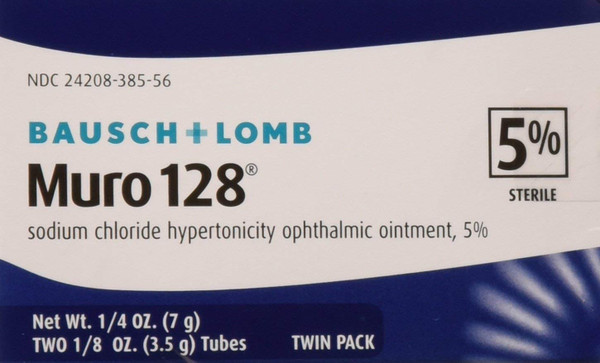 NDC 24208-385-56
BAUSCH+LOMB
Muro 128®
sodium chloride hypertonicity ophthalmic ointment, 5%
5%
STERILE
Net Wt. 1/4 OZ. (7 g)
TWO 1/8 OZ. (3.5 g) Tubes TWIN PACK